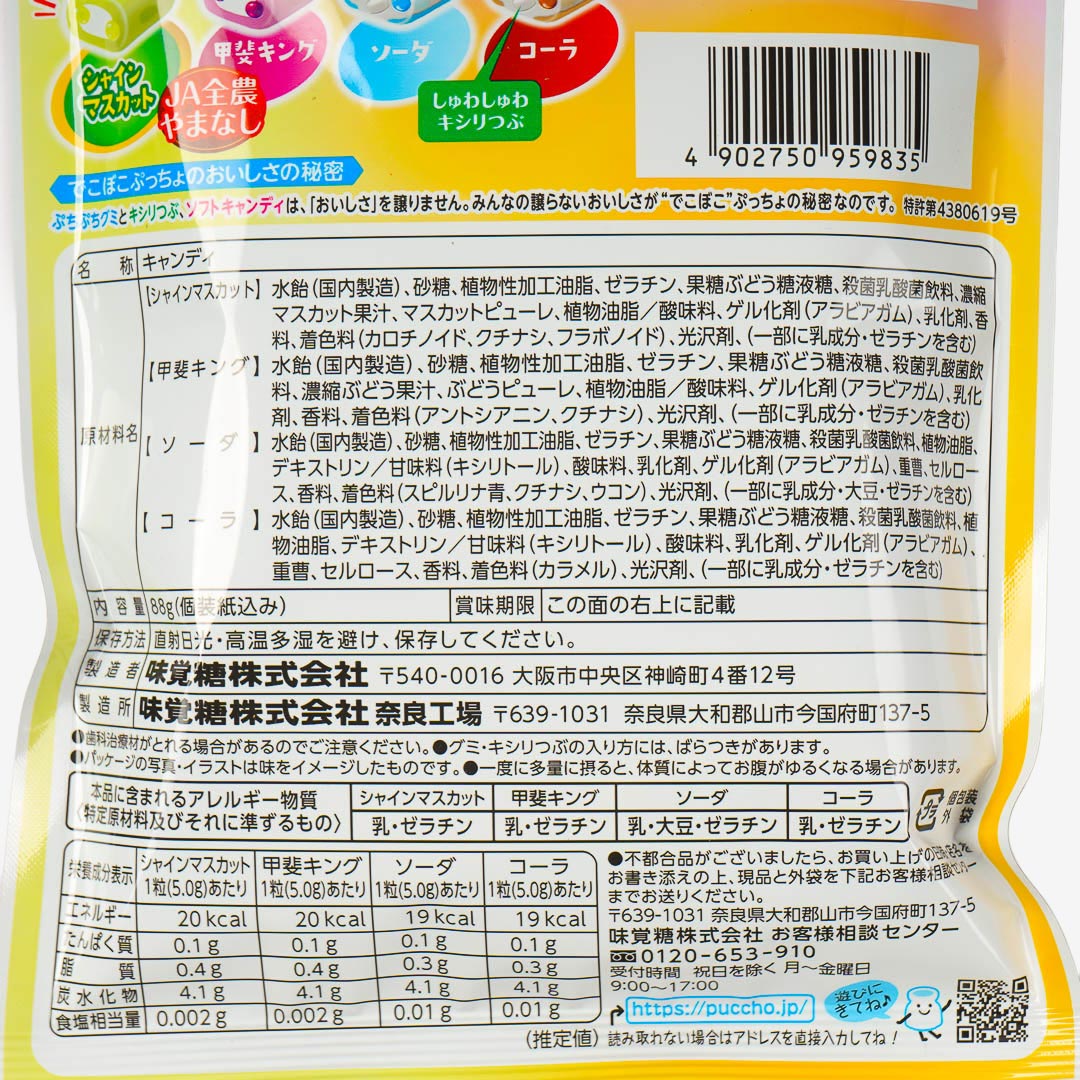 シャイン
マスカット
甲斐キング
ソーダ
コーラ
JA全農
やまなし
しゅわしゅわ
キシリつぶ
4 902750 959835
でこぼこぷっちょのおいしさの秘密
ぷちぷちグミとキシリつぶ、ソフトキャンディは、「おいしさ」を譲りません。みんなの譲らないおいしさが“でこぼこ”ぷっちょの秘密なのです。 特許第4380619号
名称 キャンディ
原材料名
【シャインマスカット】 水飴(国内製造)、砂糖、植物性加工油脂、ゼラチン、果糖ぶどう糖液糖、殺菌乳酸菌飲料、濃縮
マスカット果汁、マスカットピューレ、植物油脂/酸味料、ゲル化剤(アラビアガム)、乳化剤、香
料、着色料(カロチノイド、クチナシ、フラボノイド)、光沢剤、(一部に乳成分・ゼラチンを含む)
【甲斐キング】 水飴(国内製造)、砂糖、植物性加工油脂、ゼラチン、果糖ぶどう糖液糖、殺菌乳酸菌飲
料、濃縮ぶどう果汁、ぶどうピューレ、植物油脂/酸味料、ゲル化剤(アラビアガム)、乳化
剤、香料、着色料(アントシアニン、クチナシ)、光沢剤、(一部に乳成分・ゼラチンを含む)
【ソーダ】 水飴(国内製造)、砂糖、植物性加工油脂、ゼラチン、果糖ぶどう糖液糖、殺菌乳酸菌飲料、植物油脂、
デキストリン/甘味料(キシリトール)、酸味料、乳化剤、ゲル化剤(アラビアガム)、重曹、セルロー
ス、香料、着色料(スピルリナ青、クチナシ、ウコン)、光沢剤、(一部に乳成分・大豆・ゼラチンを含む)
【コーラ】 水飴(国内製造)、砂糖、植物性加工油脂、ゼラチン、果糖ぶどう糖液糖、殺菌乳酸菌飲料、植
物油脂、デキストリン/甘味料(キシリトール)、酸味料、乳化剤、ゲル化剤(アラビアガム)、
重曹、セルロース、香料、着色料(カラメル)、光沢剤、(一部に乳成分・ゼラチンを含む)
内容量 88g(個装紙込み) 賞味期限 この面の右上に記載
保存方法 直射日光・高温多湿を避け、保存してください。
製造者 味覚糖株式会社 〒540-0016 大阪市中央区神崎町4番12号
製造所 味覚糖株式会社 奈良工場 〒639-1031 奈良県大和郡山市今国府町137-5
●歯科治療材がとれる場合があるのでご注意ください。●グミ・キシリつぶの入り方には、ばらつきがあります。
●パッケージの写真・イラストは味をイメージしたものです。●一度に多量に摂ると、体質によってお腹がゆるくなる場合があります。
本品に含まれるアレルギー物質
〈特定原材料及びそれに準ずるもの〉
シャインマスカット 甲斐キング ソーダ コーラ
乳・ゼラチン 乳・ゼラチン 乳・大豆・ゼラチン 乳・ゼラチン
プラ
個包装
外 袋
栄養成分表示 シャインマスカット 甲斐キング ソーダ コーラ
1粒(5.0g)あたり 1粒(5.0g)あたり 1粒(5.0g)あたり 1粒(5.0g)あたり
エネルギー 20kcal 20kcal 19kcal 19kcal
たんぱく質 0.1g 0.1g 0.1g 0.1g
脂質 0.4g 0.4g 0.3g 0.3g
炭水化物 4.1g 4.1g 4.1g 4.1g
食塩相当量 0.002g 0.002g 0.01g 0.01g
(推定値)
●不都合品がございましたら、お買い上げの
お書き添えの上、現品と外袋を下記お客様相談センター
までお送りください。
〒639-1031 奈良県大和郡山市今国府町137-5
味覚糖株式会社 お客様相談センター
0120-653-910
受付時間 祝日を除く 月〜金曜日
9:00〜17:00
https://puccho.jp/
遊びに
きてね♪
読み取れない場合はアドレスを直接入力してね!